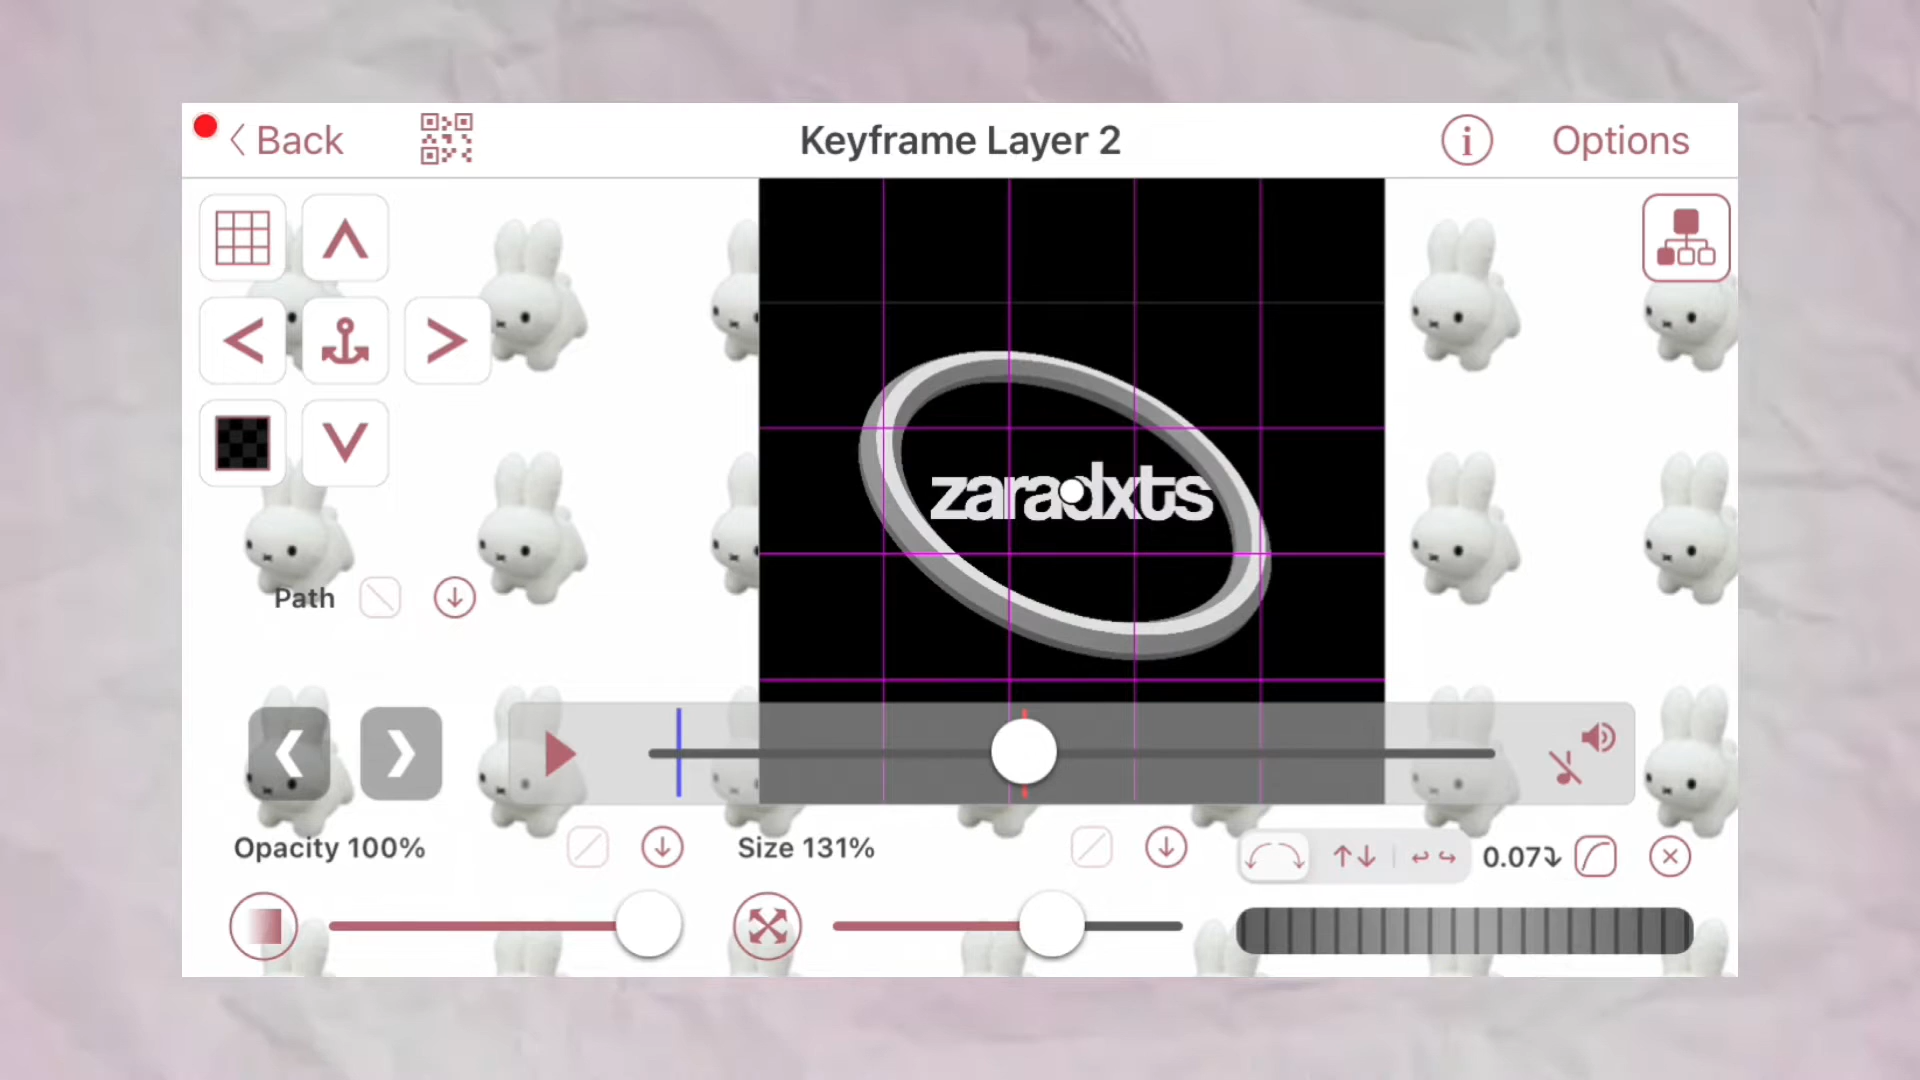 Back
Keyframe Layer 2
i
Options
zaradxts
Path
Opacity 100%
Size 131%
0.07